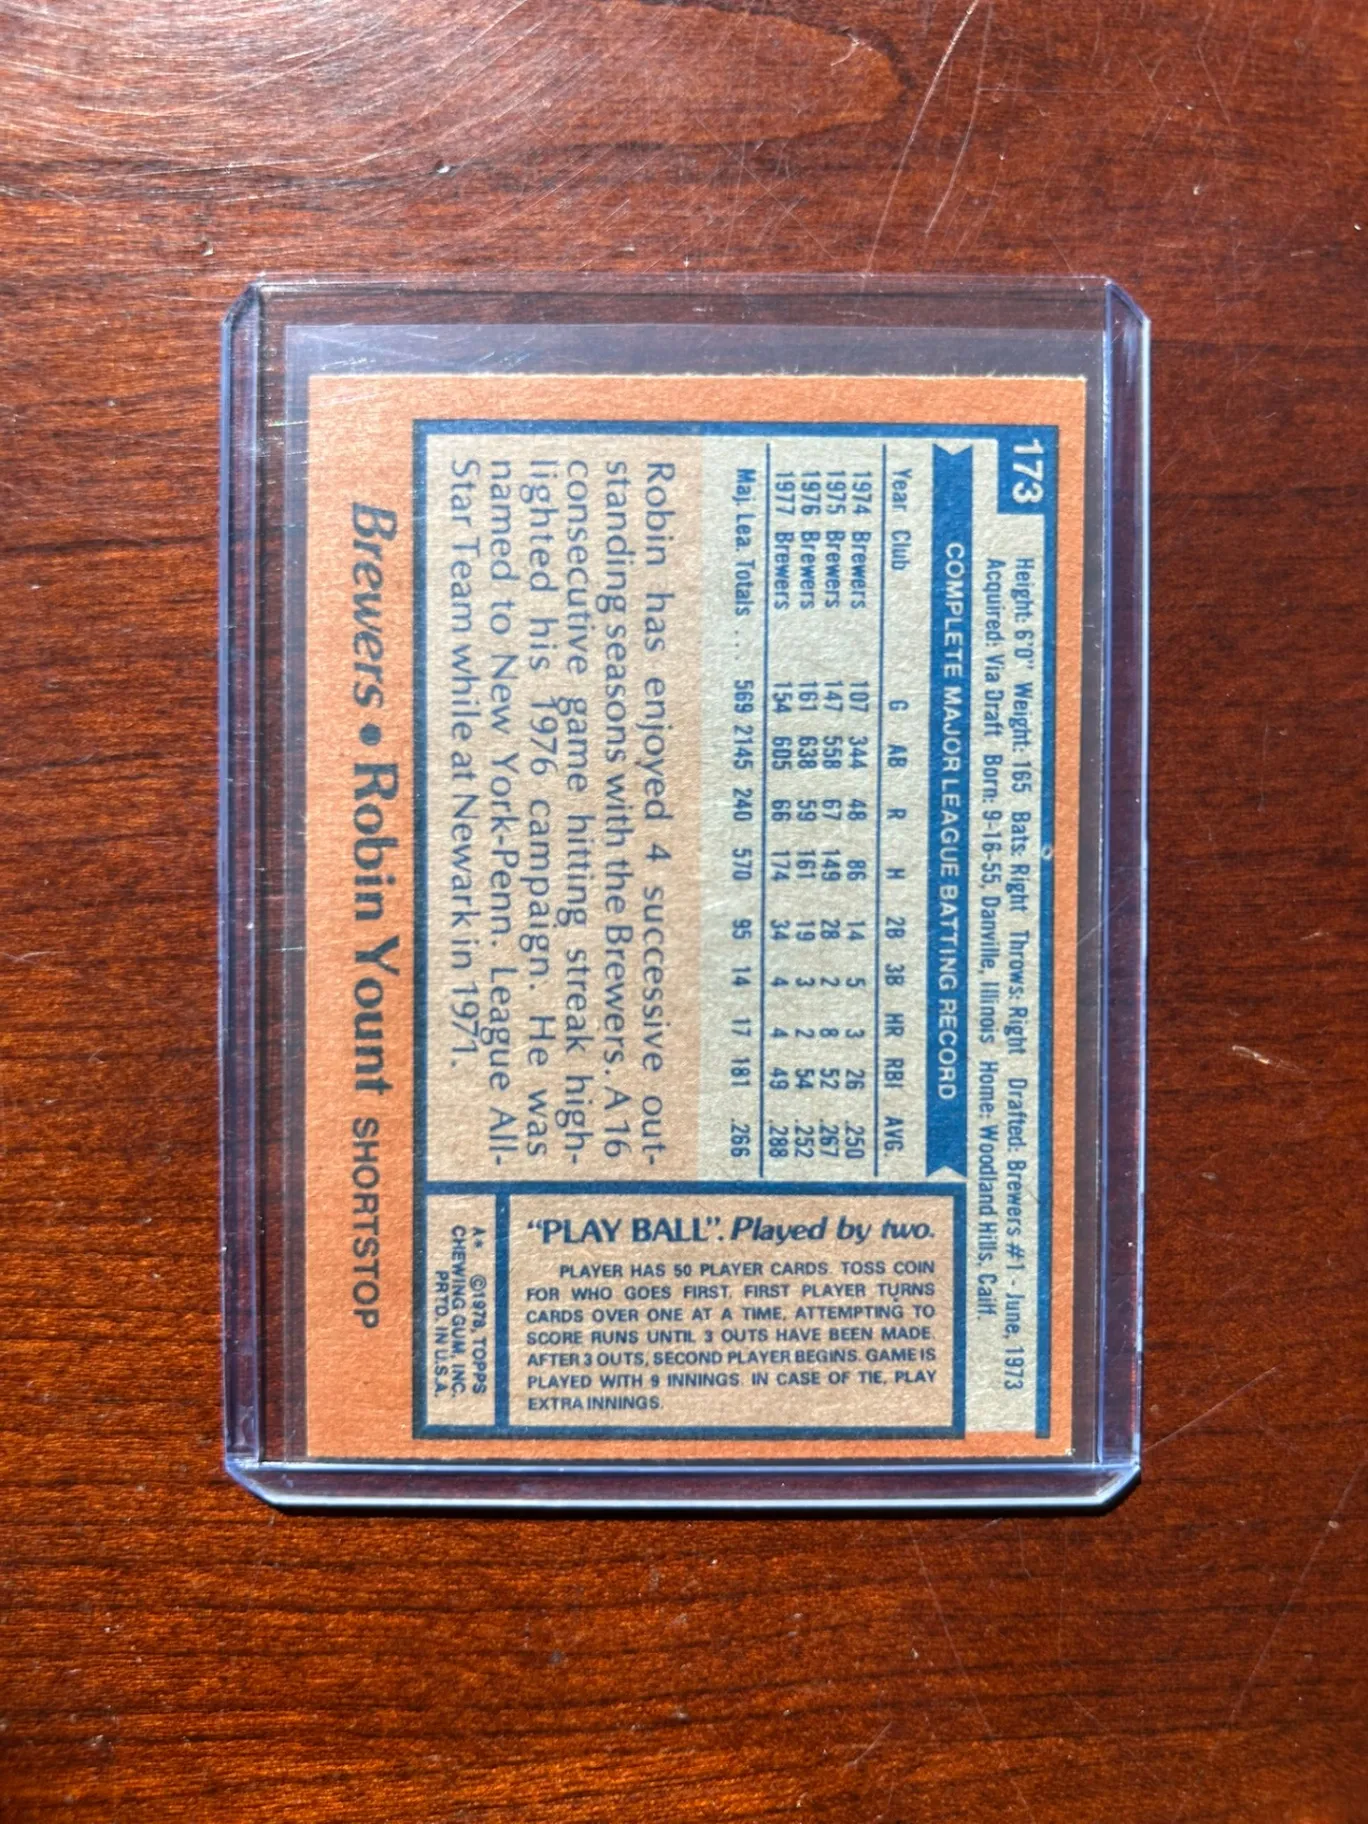 173
Height: 6'0" Weight: 165 Bats: Right Throws: Right Drafted: Brewers #1 - June, 1973
Acquired: Via Draft Born: 9-16-55, Danville, Illinois Home: Woodland Hills, Calif.
COMPLETE MAJOR LEAGUE BATTING RECORD
Year Club G AB R H 2B 3B HR RBI AVG.
1974 Brewers 107 344 48 86 14 5 3 26 .250
1975 Brewers 147 558 67 149 28 2 8 52 .267
1976 Brewers 161 638 59 161 19 3 2 54 .252
1977 Brewers 154 605 66 174 34 4 4 49 .288
Maj. Lea. Totals ... 569 2145 240 570 95 14 17 181 .266
Robin has enjoyed 4 successive out-
standing seasons with the Brewers. A 16
consecutive game hitting streak high-
lighted his 1976 campaign. He was
named to New York-Penn. League All-
Star Team while at Newark in 1971.
"PLAY BALL". Played by two.
PLAYER HAS 50 PLAYER CARDS. TOSS COIN
FOR WHO GOES FIRST, FIRST PLAYER TURNS
CARDS OVER ONE AT A TIME, ATTEMPTING TO
SCORE RUNS UNTIL 3 OUTS HAVE BEEN MADE.
AFTER 3 OUTS, SECOND PLAYER BEGINS. GAME IS
PLAYED WITH 9 INNINGS. IN CASE OF TIE, PLAY
EXTRA INNINGS.
A* ©1978, TOPPS
CHEWING GUM, INC.
PRTD. IN U.S.A.
Brewers • Robin Yount SHORTSTOP